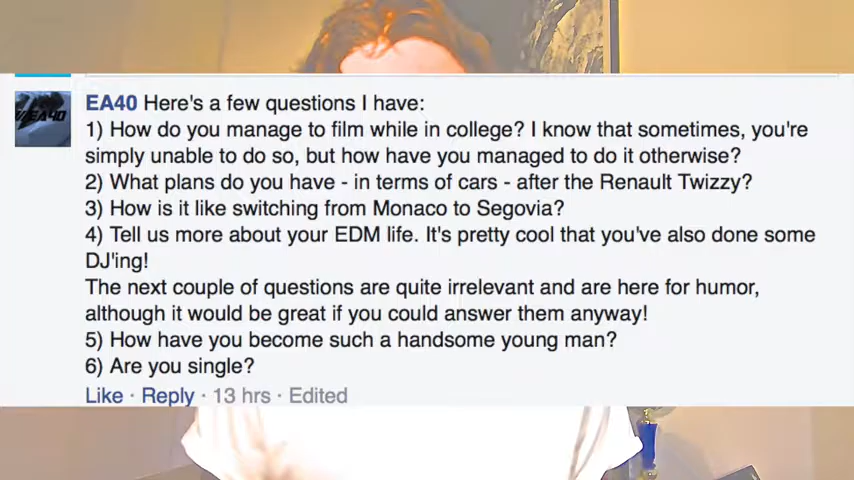 EA40 Here's a few questions I have:
1) How do you manage to film while in college? I know that sometimes, you're
simply unable to do so, but how have you managed to do it otherwise?
2) What plans do you have - in terms of cars - after the Renault Twizzy?
3) How is it like switching from Monaco to Segovia?
4) Tell us more about your EDM life. It's pretty cool that you've also done some
DJ'ing!
The next couple of questions are quite irrelevant and are here for humor,
although it would be great if you could answer them anyway!
5) How have you become such a handsome young man?
6) Are you single?
Like · Reply · 13 hrs · Edited